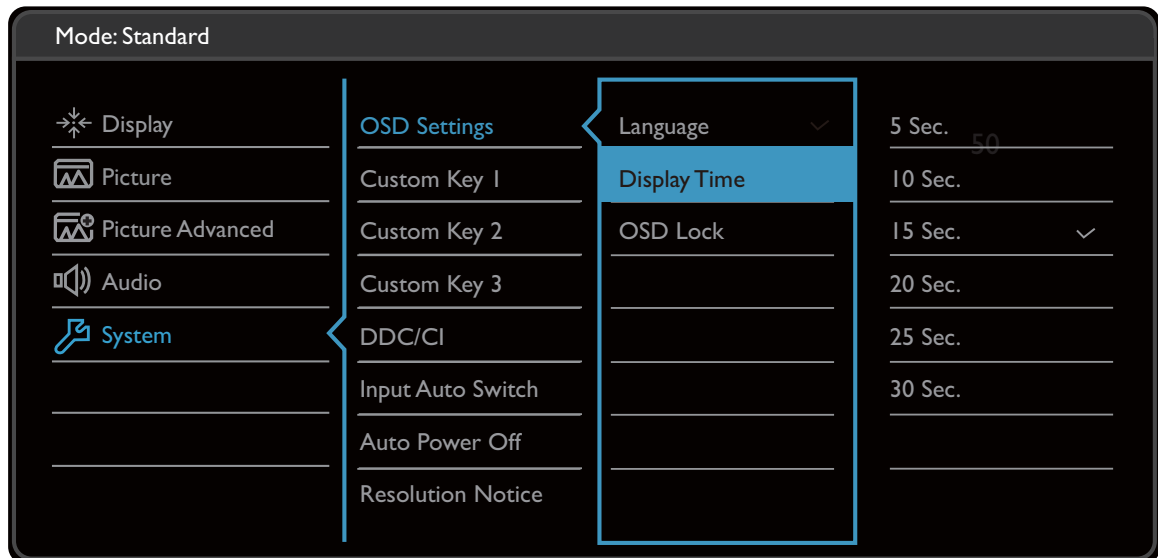 Mode: Standard
Display
Picture
Picture Advanced
Audio
System
OSD Settings
Custom Key 1
Custom Key 2
Custom Key 3
DDC/CI
Input Auto Switch
Auto Power Off
Resolution Notice
Language
Display Time
OSD Lock
5 Sec.
50
10 Sec.
15 Sec.
20 Sec.
25 Sec.
30 Sec.